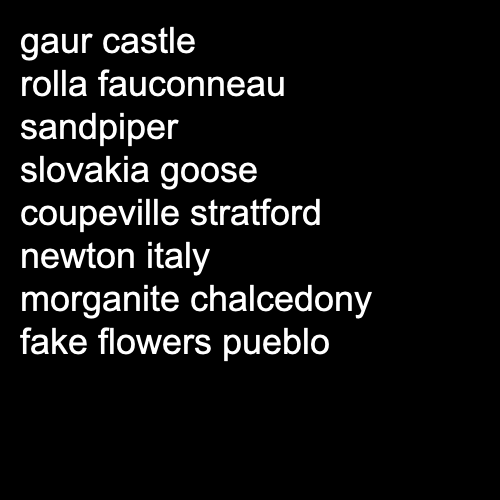 gaur castle
rolla fauconneau
sandpiper
slovakia goose
coupeville stratford
newton italy
morganite chalcedony
fake flowers pueblo